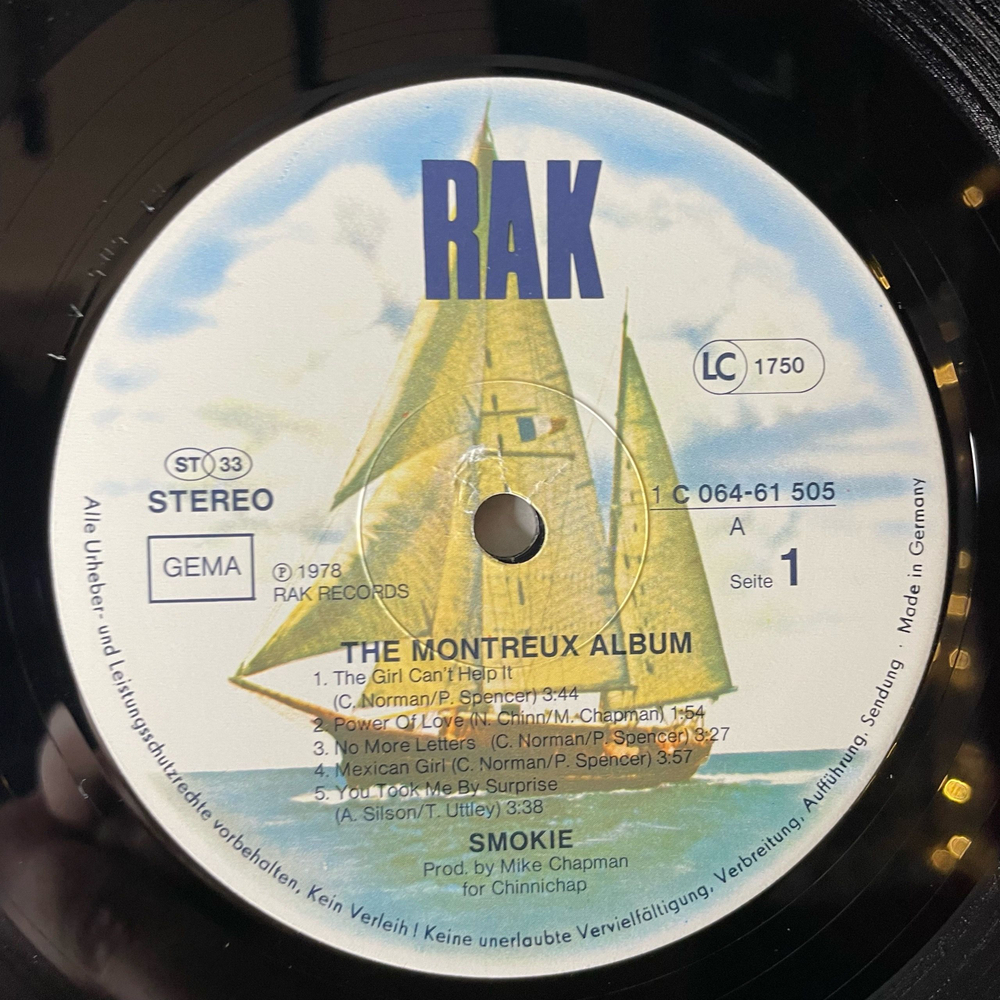 RAK
LC 1750
ST 33
STEREO
GEMA
℗ 1978
RAK RECORDS
1 C 064-61 505
A
Seite 1
THE MONTREUX ALBUM
1. The Girl Can't Help It
(C. Norman/P. Spencer) 3:44
2. Power Of Love (N. Chinn/M. Chapman) 1:54
3. No More Letters (C. Norman/P. Spencer) 3:27
4. Mexican Girl (C. Norman/P. Spencer) 3:57
5. You Took Me By Surprise
(A. Silson/T. Uttley) 3:38
SMOKIE
Prod. by Mike Chapman
for Chinnichap
Alle Urheber- und Leistungsschutzrechte vorbehalten, Kein Verleih! Keine unerlaubte Vervielfältigung, Verbreitung, Aufführung, Sendung · Made in Germany